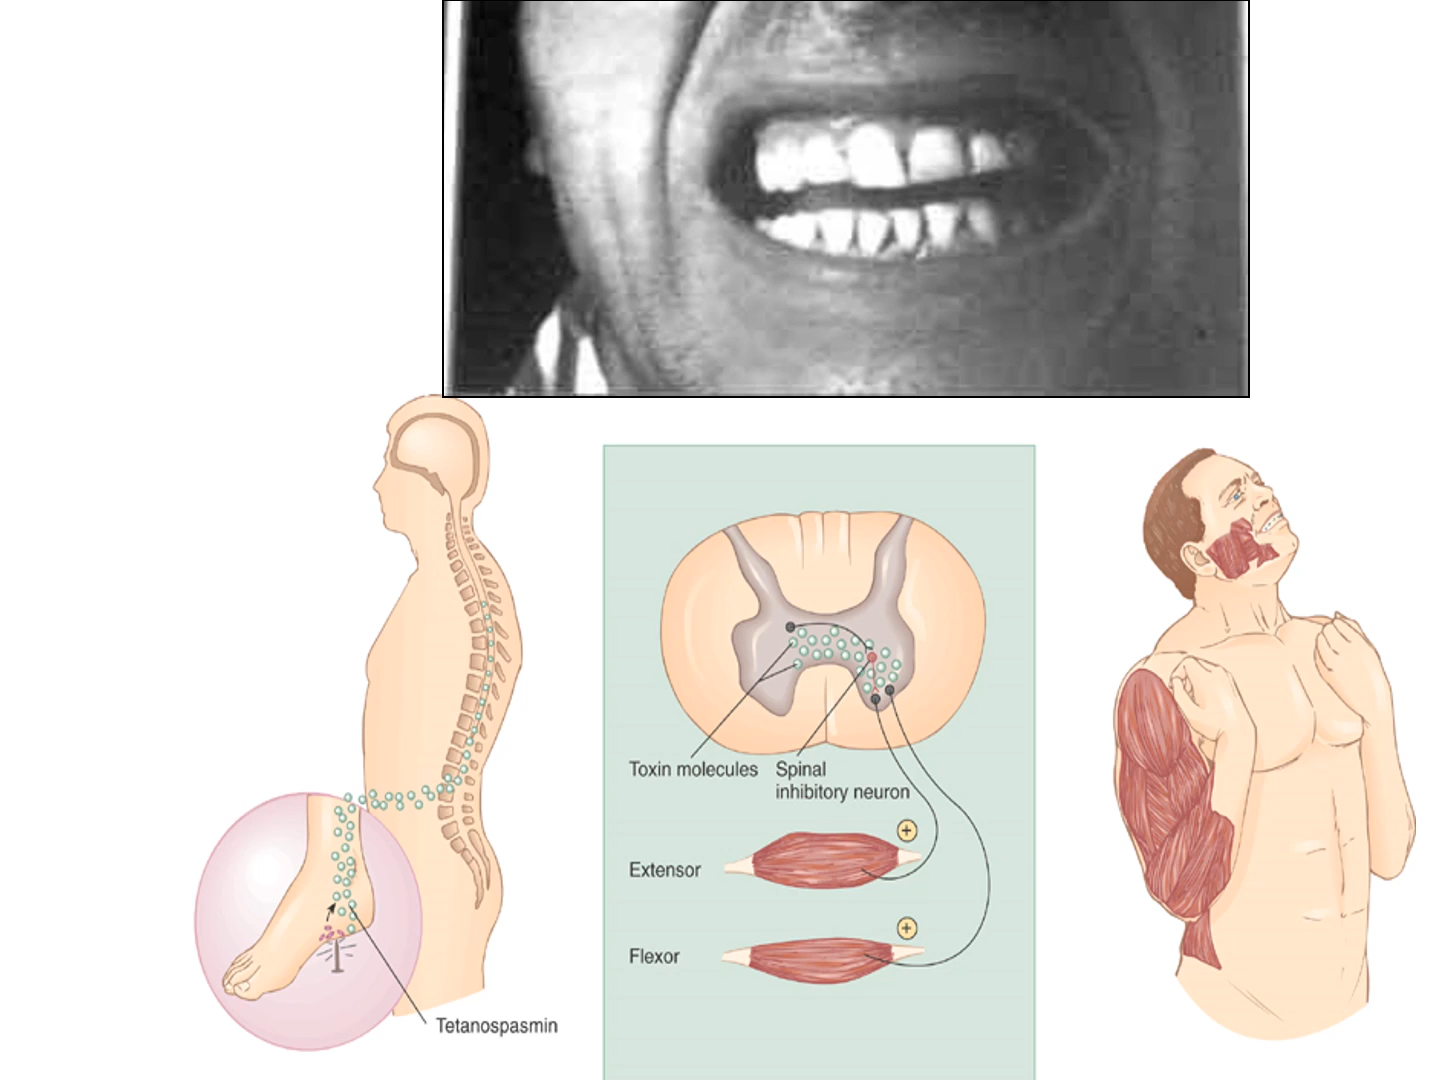 Toxin molecules
Spinal
inhibitory neuron
+
Extensor
+
Flexor
Tetanospasmin